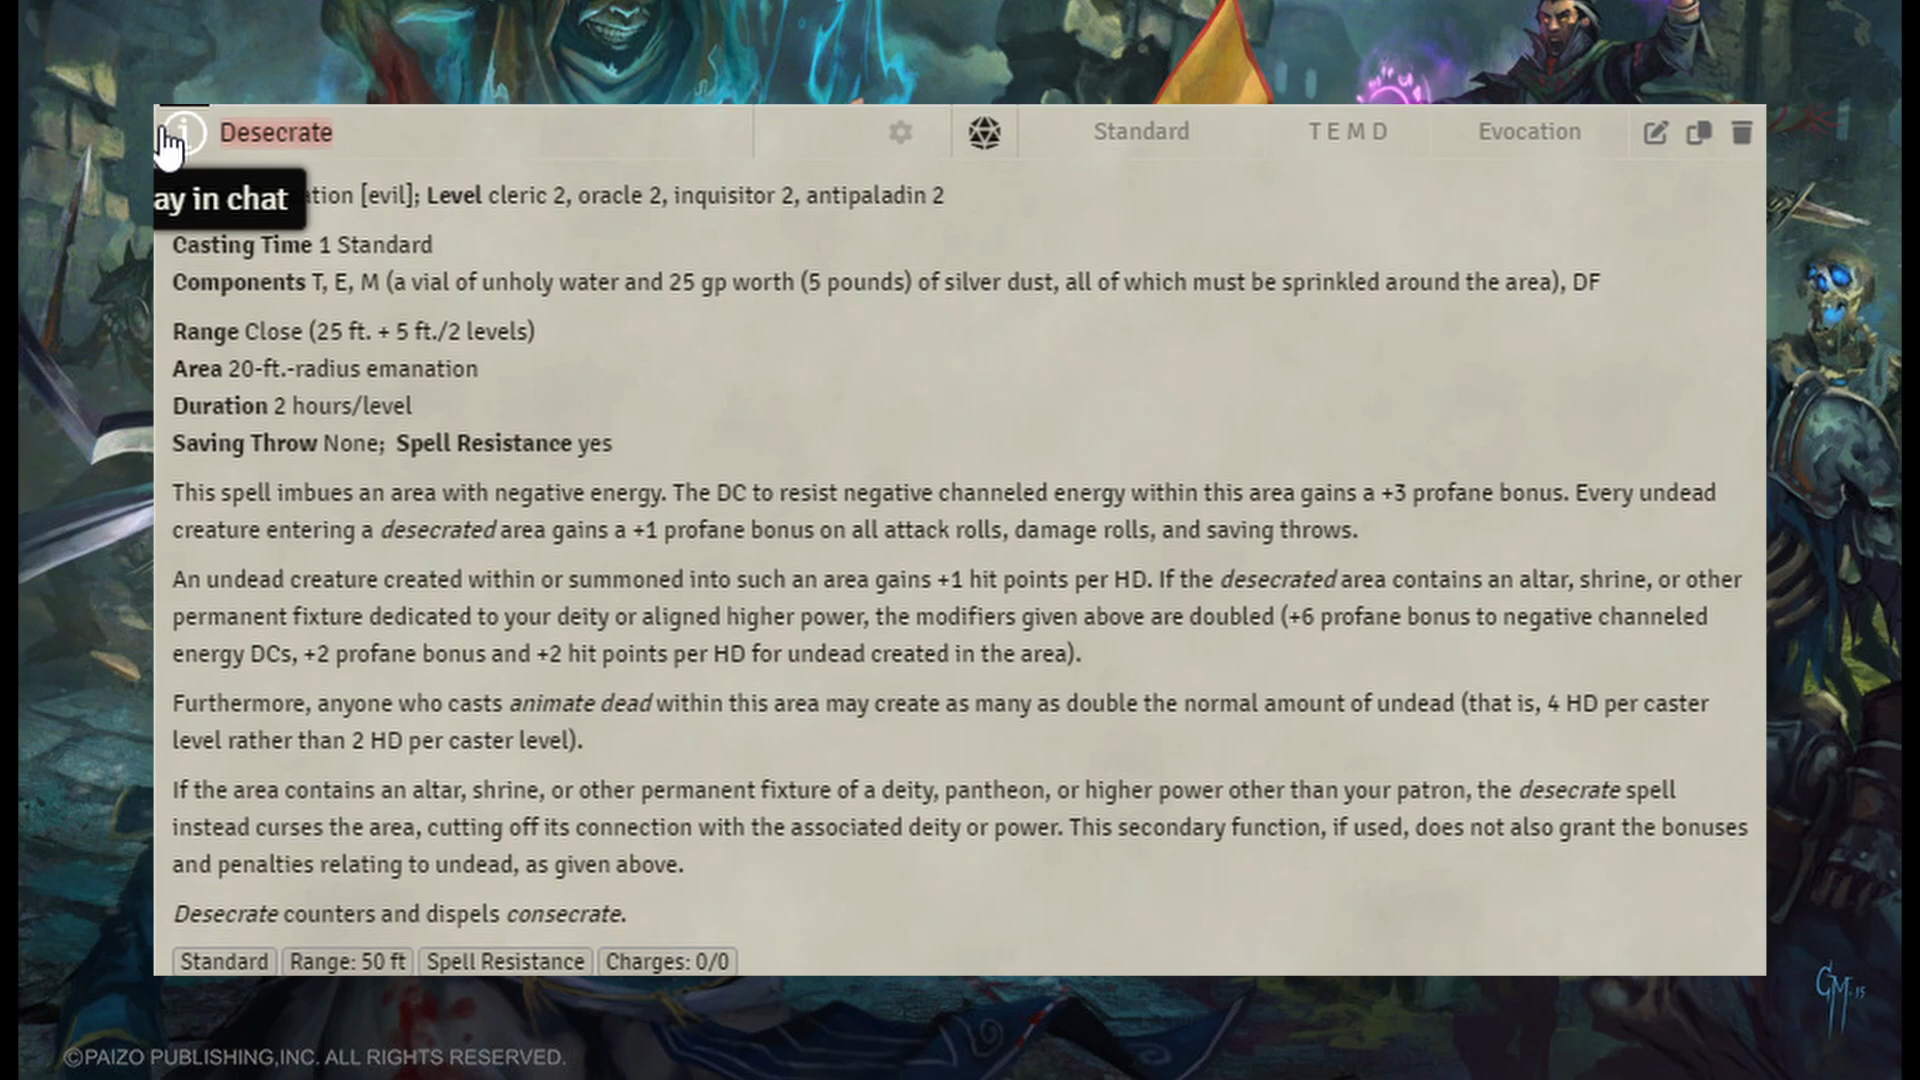 Desecrate Standard T E M D Evocation
ay in chat
ation [evil]; Level cleric 2, oracle 2, inquisitor 2, antipaladin 2
Casting Time 1 Standard
Components T, E, M (a vial of unholy water and 25 gp worth (5 pounds) of silver dust, all of which must be sprinkled around the area), DF
Range Close (25 ft. + 5 ft./2 levels)
Area 20-ft.-radius emanation
Duration 2 hours/level
Saving Throw None; Spell Resistance yes
This spell imbues an area with negative energy. The DC to resist negative channeled energy within this area gains a +3 profane bonus. Every undead
creature entering a desecrated area gains a +1 profane bonus on all attack rolls, damage rolls, and saving throws.
An undead creature created within or summoned into such an area gains +1 hit points per HD. If the desecrated area contains an altar, shrine, or other
permanent fixture dedicated to your deity or aligned higher power, the modifiers given above are doubled (+6 profane bonus to negative channeled
energy DCs, +2 profane bonus and +2 hit points per HD for undead created in the area).
Furthermore, anyone who casts animate dead within this area may create as many as double the normal amount of undead (that is, 4 HD per caster
level rather than 2 HD per caster level).
If the area contains an altar, shrine, or other permanent fixture of a deity, pantheon, or higher power other than your patron, the desecrate spell
instead curses the area, cutting off its connection with the associated deity or power. This secondary function, if used, does not also grant the bonuses
and penalties relating to undead, as given above.
Desecrate counters and dispels consecrate.
Standard Range: 50 ft Spell Resistance Charges: 0/0
GM.15
©PAIZO PUBLISHING,INC. ALL RIGHTS RESERVED.